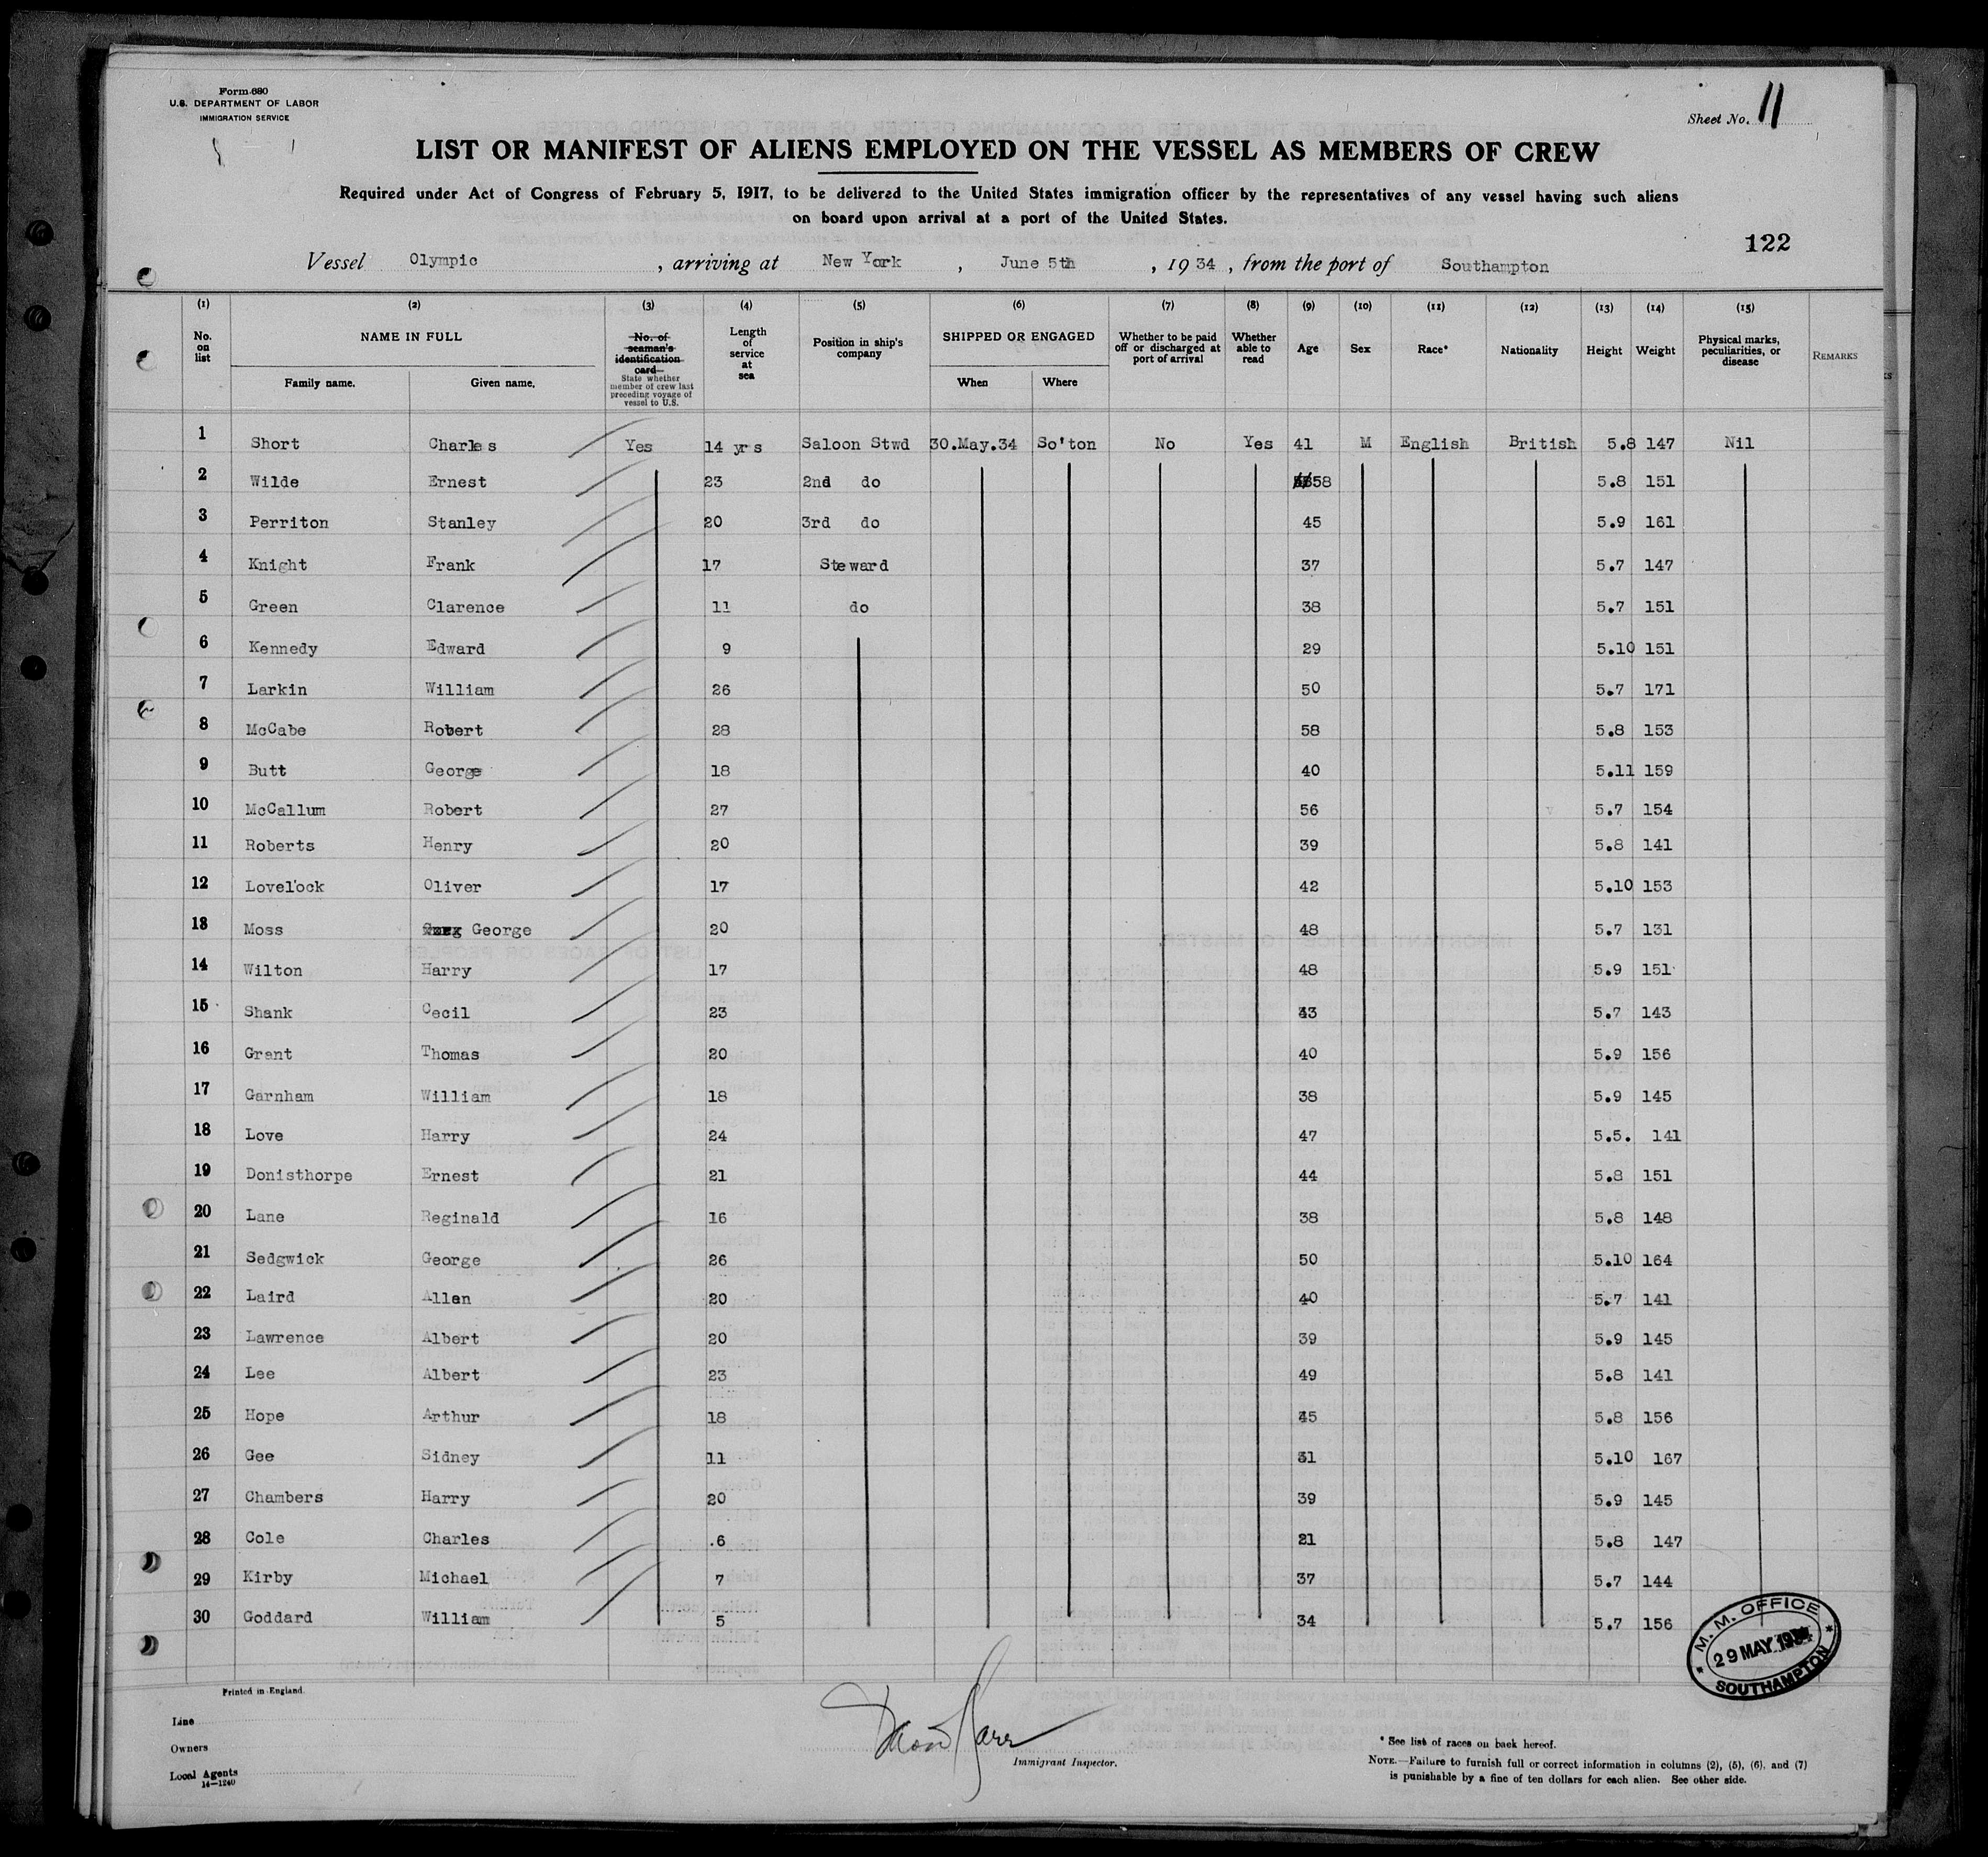 Form 680
U.S. DEPARTMENT OF LABOR
IMMIGRATION SERVICE
Sheet No. 11
LIST OR MANIFEST OF ALIENS EMPLOYED ON THE VESSEL AS MEMBERS OF CREW
Required under Act of Congress of February 5, 1917, to be delivered to the United States immigration officer by the representatives of any vessel having such aliens
on board upon arrival at a port of the United States.
122
Vessel Olympic , arriving at New York , June 5th , 1934 , from the port of Southampton
(1) (2) (3) (4) (5) (6) (7) (8) (9) (10) (11) (12) (13) (14) (15)
No. on list NAME IN FULL Family name. Given name. No. of seaman's identification card State whether member of crew last preceding voyage of vessel to U.S. Length of service at sea Position in ship's company SHIPPED OR ENGAGED When Where Whether to be paid off or discharged at port of arrival Whether able to read Age Sex Race* Nationality Height Weight Physical marks, peculiarities, or disease REMARKS
1 Short Charles Yes 14 yrs Saloon Stwd 30.May.34 So'ton No Yes 41 M English British 5.8 147 Nil
2 Wilde Ernest 23 2nd do 58 5.8 151
3 Perriton Stanley 20 3rd do 45 5.9 161
4 Knight Frank 17 Steward 37 5.7 147
5 Green Clarence 11 do 38 5.7 151
6 Kennedy Edward 9 29 5.10 151
7 Larkin William 26 50 5.7 171
8 McCabe Robert 28 58 5.8 153
9 Butt George 18 40 5.11 159
10 McCallum Robert 27 56 5.7 154
11 Roberts Henry 20 39 5.8 141
12 Lovel'ock Oliver 17 42 5.10 153
13 Moss George 20 48 5.7 131
14 Wilton Harry 17 48 5.9 151
15 Shank Cecil 23 43 5.7 143
16 Grant Thomas 20 40 5.9 156
17 Garnham William 18 38 5.9 145
18 Love Harry 24 47 5.5. 141
19 Donisthorpe Ernest 21 44 5.8 151
20 Lane Reginald 16 38 5.8 148
21 Sedgwick George 26 50 5.10 164
22 Laird Allan 20 40 5.7 141
23 Lawrence Albert 20 39 5.9 145
24 Lee Albert 23 49 5.8 141
25 Hope Arthur 18 45 5.8 156
26 Gee Sidney 11 31 5.10 167
27 Chambers Harry 20 39 5.9 145
28 Cole Charles .6 21 5.8 147
29 Kirby Michael 7 37 5.7 144
30 Goddard William 5 34 5.7 156
M. M. OFFICE
29 MAY 1934
SOUTHAMPTON
Printed in England.
Line
Owners
Local Agents
14—1240
Immigrant Inspector.
* See list of races on back hereof.
NOTE.—Failure to furnish full or correct information in columns (2), (5), (6), and (7)
is punishable by a fine of ten dollars for each alien. See other side.